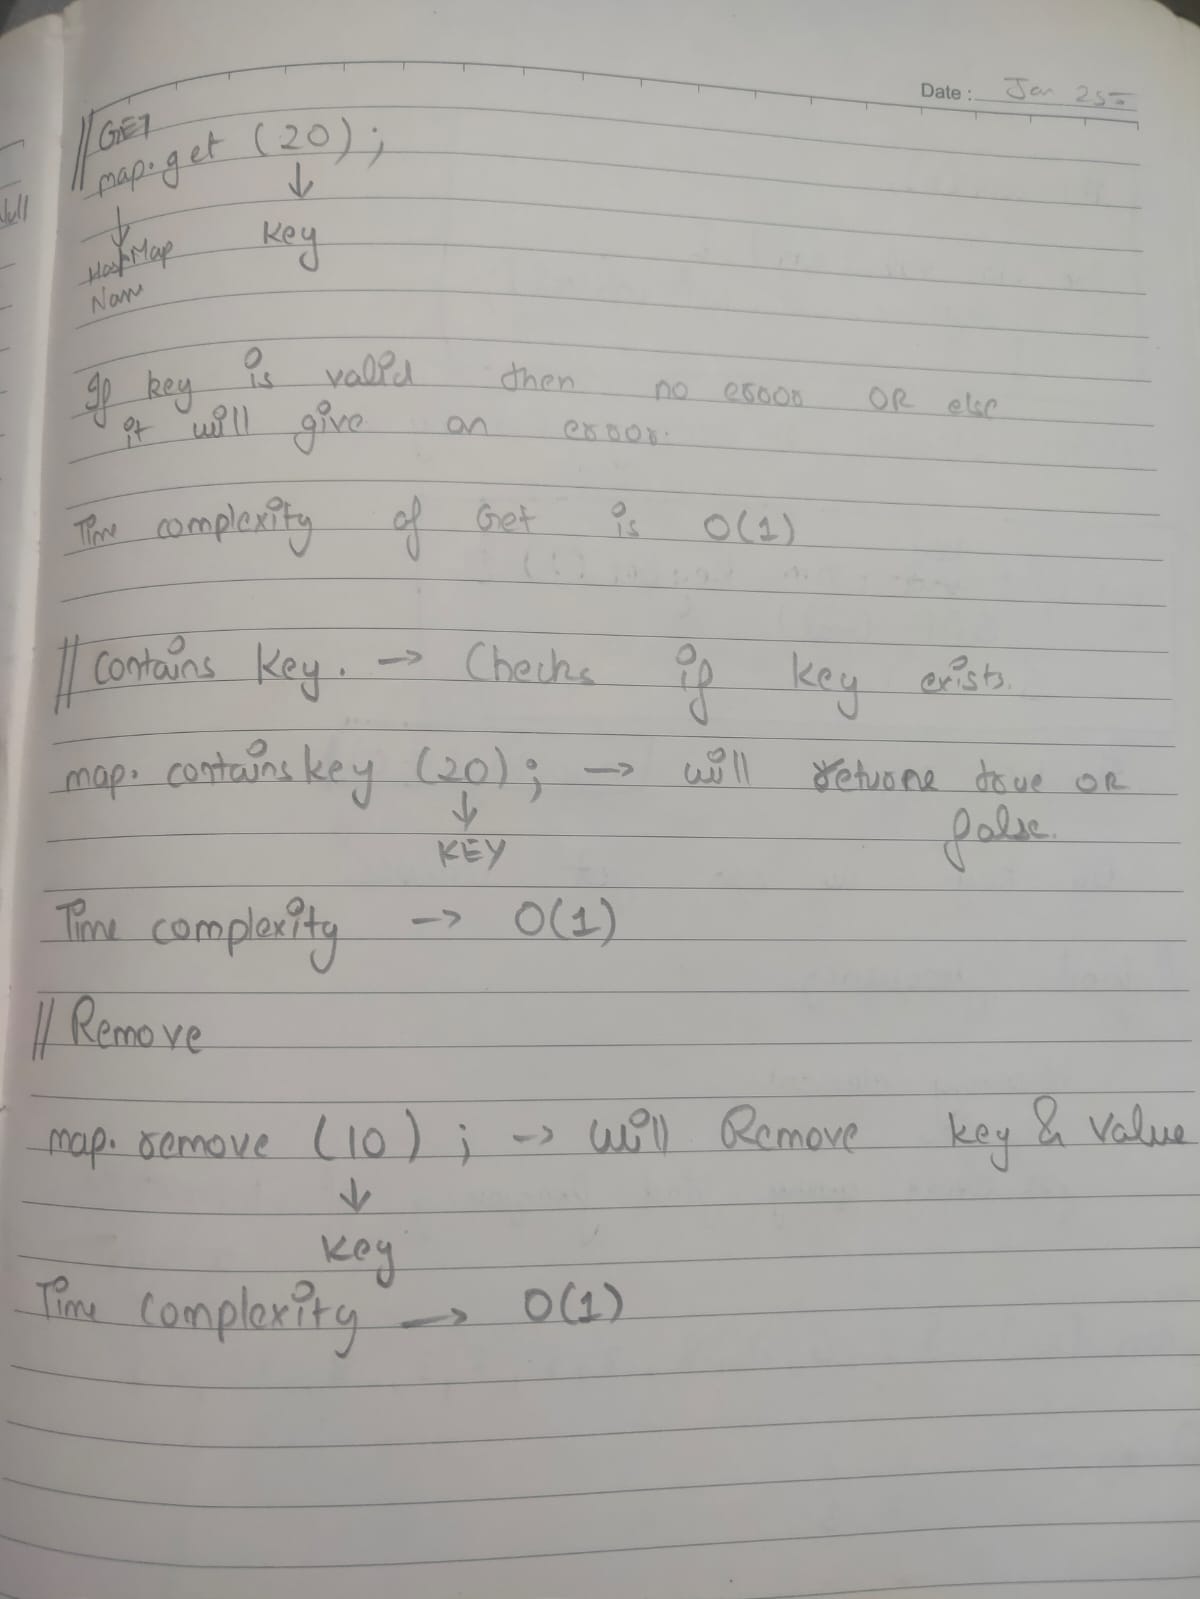 Date : Jan 25
// GET
map.get (20);
↓ ↓
HashMap Key
Name
If key is valid then no error OR else
it will give an error.
Time complexity of Get is O(1)
// Contains Key. → Checks if key exists.
map. contains key (20); → will return true OR
false.
↓
KEY
Time complexity → O(1)
// Remove
map. remove (10); → will Remove key & value
↓
Key
Time complexity → O(1)